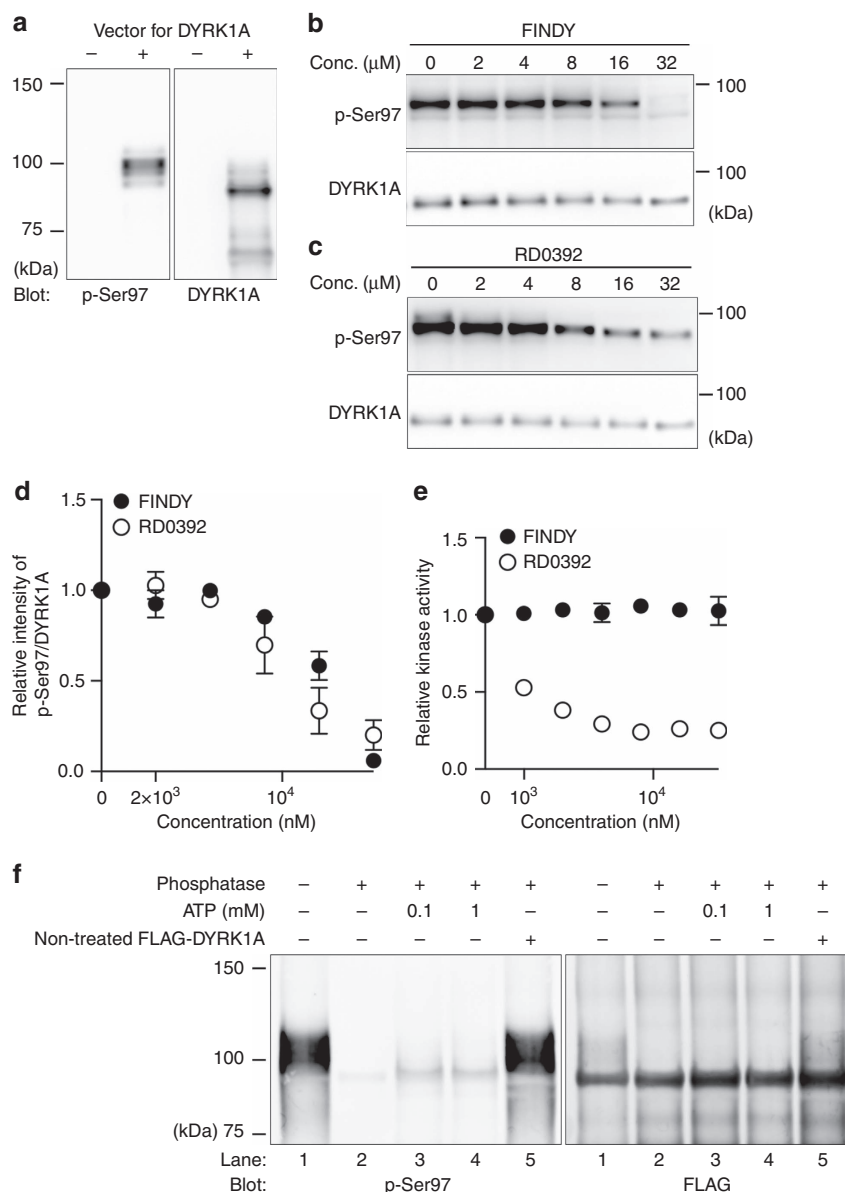 a
Vector for DYRK1A
– + – +
150
100
75
(kDa)
Blot: p-Ser97 DYRK1A
b
FINDY
Conc. (μM) 0 2 4 8 16 32
p-Ser97
100
DYRK1A
100
(kDa)
c
RD0392
Conc. (μM) 0 2 4 8 16 32
p-Ser97
100
DYRK1A
100
(kDa)
d
FINDY
RD0392
Relative intensity of
p-Ser97/DYRK1A
1.5
1.0
0.5
0.0
0 2×10³ 10⁴
Concentration (nM)
e
FINDY
RD0392
Relative kinase activity
1.5
1.0
0.5
0.0
0 10³ 10⁴
Concentration (nM)
f
Phosphatase – + + + + – + + + +
ATP (mM) – – 0.1 1 – – – 0.1 1 –
Non-treated FLAG-DYRK1A – – – – + – – – – +
150
100
(kDa) 75
Lane: 1 2 3 4 5 1 2 3 4 5
Blot: p-Ser97 FLAG